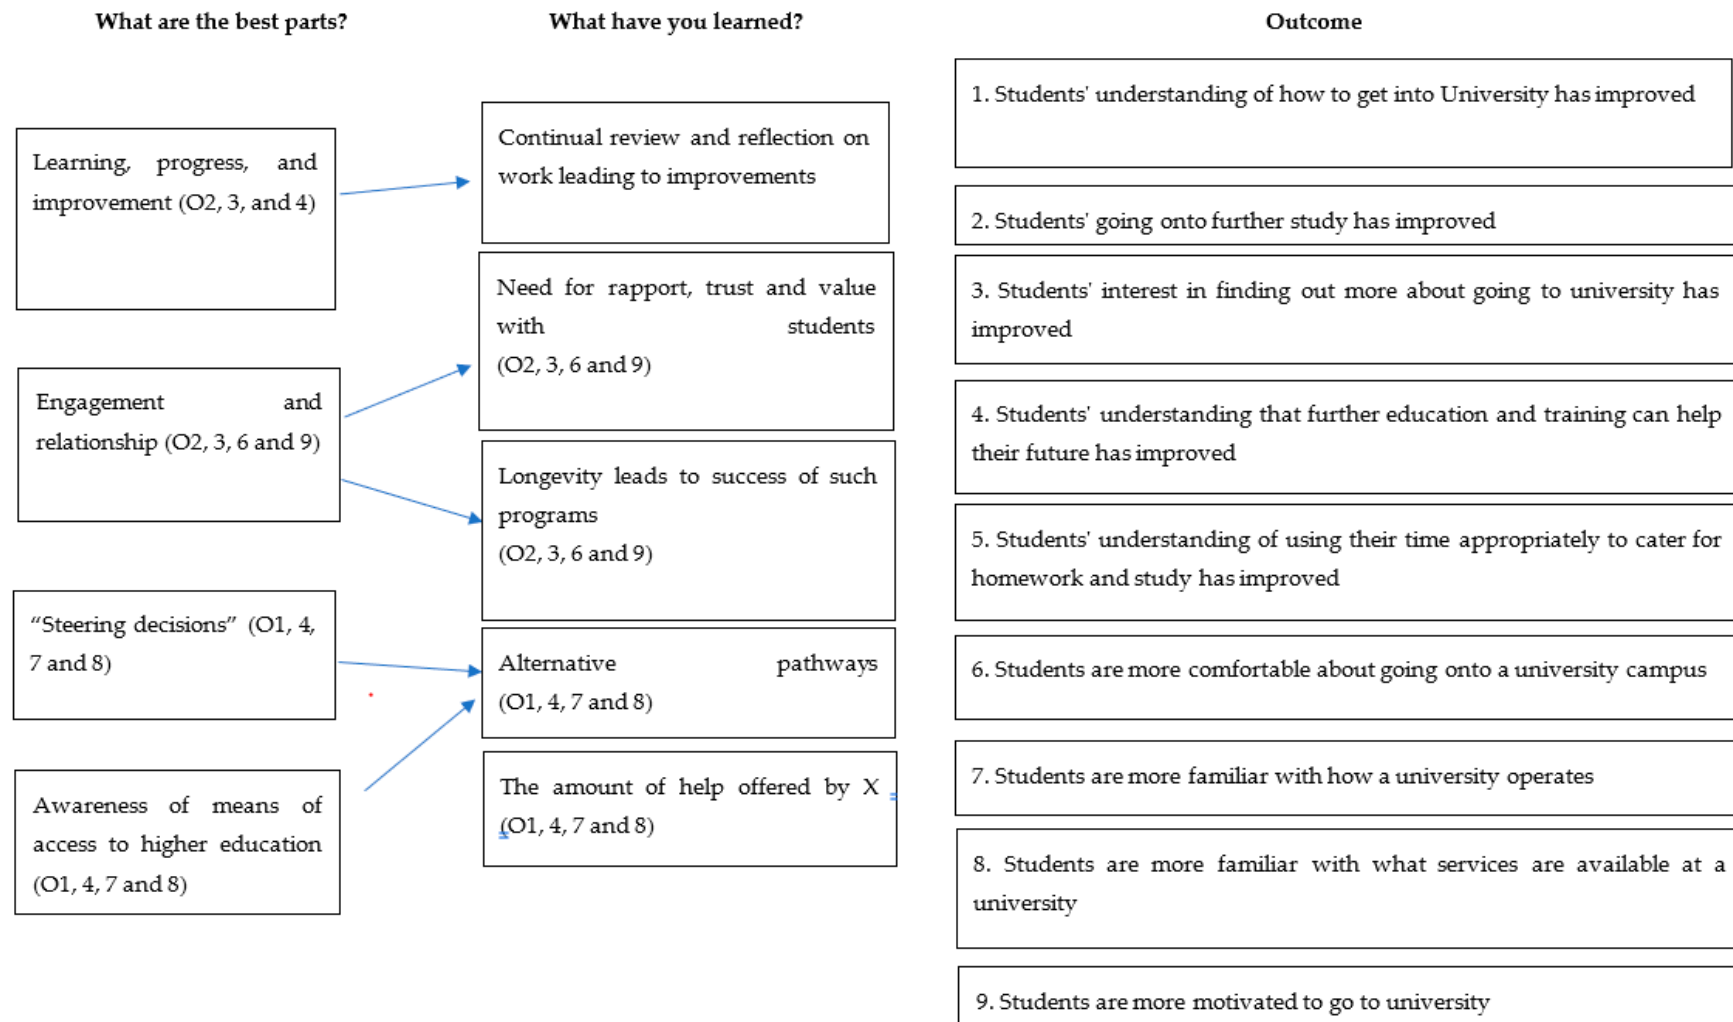 What are the best parts?
What have you learned?
Outcome
Learning, progress, and
improvement (O2, 3, and 4)
Engagement and
relationship (O2, 3, 6 and 9)
“Steering decisions” (O1, 4,
7 and 8)
Awareness of means of
access to higher education
(O1, 4, 7 and 8)
Continual review and reflection on
work leading to improvements
Need for rapport, trust and value
with students
(O2, 3, 6 and 9)
Longevity leads to success of such
programs
(O2, 3, 6 and 9)
Alternative pathways
(O1, 4, 7 and 8)
The amount of help offered by X
(O1, 4, 7 and 8)
1. Students' understanding of how to get into University has improved
2. Students' going onto further study has improved
3. Students' interest in finding out more about going to university has
improved
4. Students' understanding that further education and training can help
their future has improved
5. Students' understanding of using their time appropriately to cater for
homework and study has improved
6. Students are more comfortable about going onto a university campus
7. Students are more familiar with how a university operates
8. Students are more familiar with what services are available at a
university
9. Students are more motivated to go to university